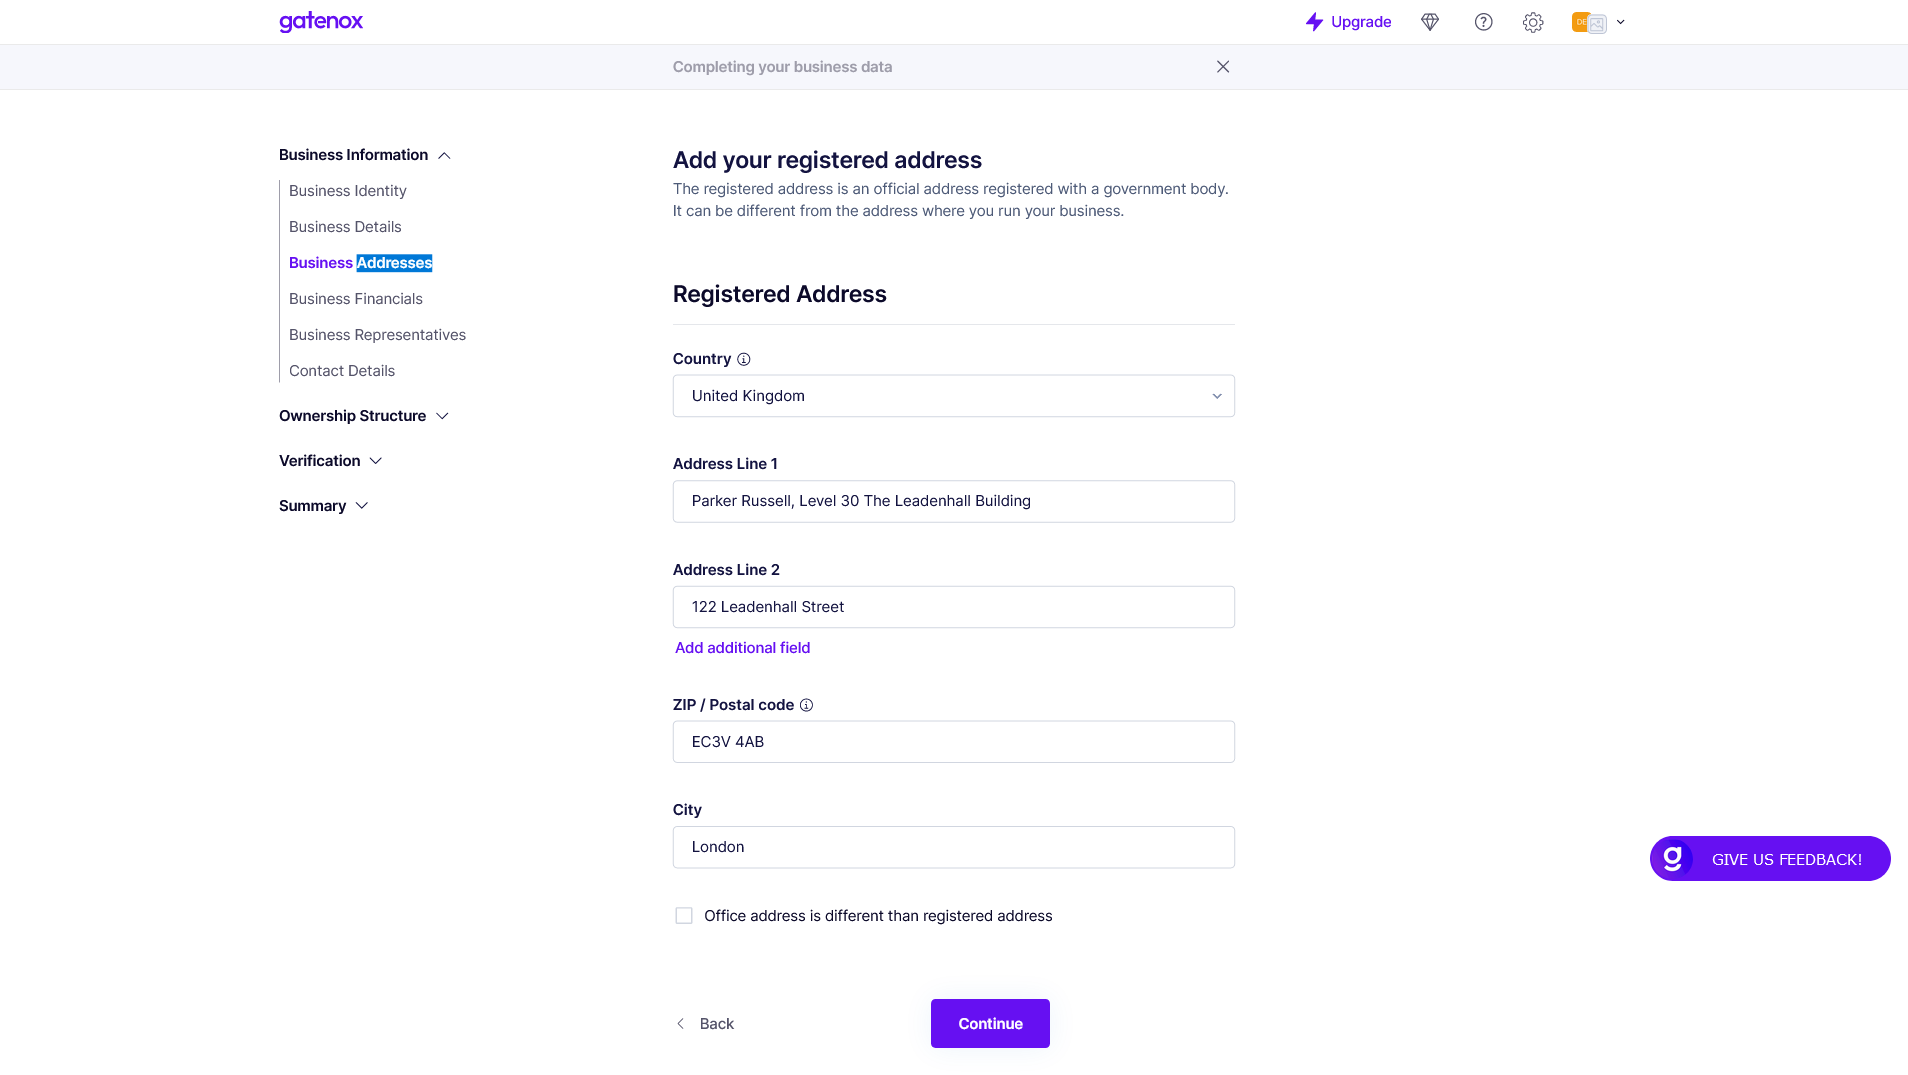 gatenox
Upgrade
DE
Completing your business data
Business Information
Business Identity
Business Details
Business Addresses
Business Financials
Business Representatives
Contact Details
Ownership Structure
Verification
Summary
Add your registered address
The registered address is an official address registered with a government body.
It can be different from the address where you run your business.
Registered Address
Country
United Kingdom
Address Line 1
Parker Russell, Level 30 The Leadenhall Building
Address Line 2
122 Leadenhall Street
Add additional field
ZIP / Postal code
EC3V 4AB
City
London
Office address is different than registered address
Back
Continue
g GIVE US FEEDBACK!